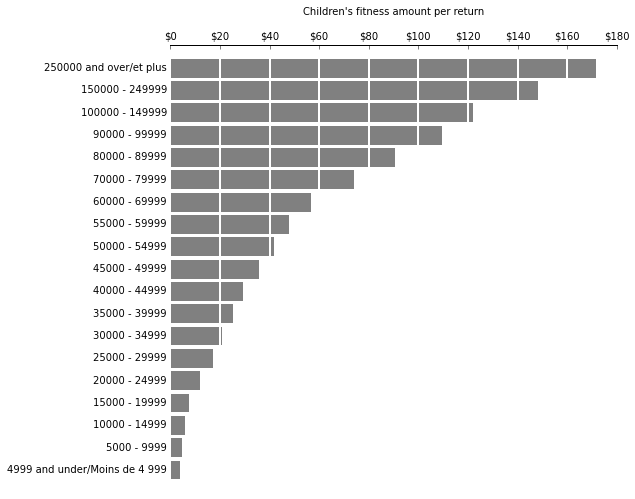 Children's fitness amount per return
$0 $20 $40 $60 $80 $100 $120 $140 $160 $180
250000 and over/et plus
150000 - 249999
100000 - 149999
90000 - 99999
80000 - 89999
70000 - 79999
60000 - 69999
55000 - 59999
50000 - 54999
45000 - 49999
40000 - 44999
35000 - 39999
30000 - 34999
25000 - 29999
20000 - 24999
15000 - 19999
10000 - 14999
5000 - 9999
4999 and under/Moins de 4 999